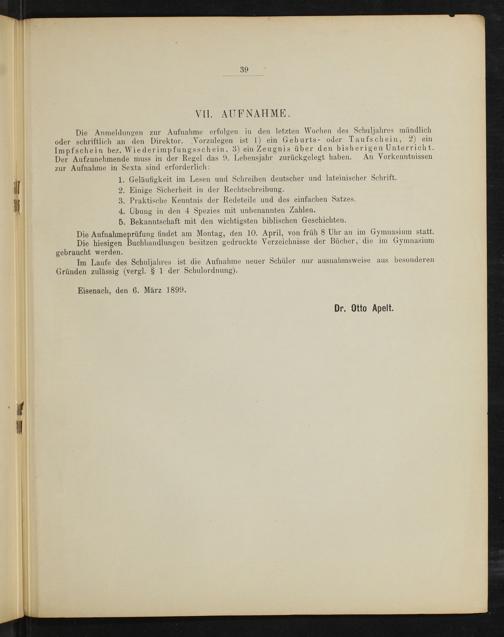 39
VII. AUFNAHME.
Die Anmeldungen zur Aufnahme erfolgen in den letzten Wochen des Schuljahres mündlich
oder schriftlich an den Direktor. Vorzulegen ist 1) ein Geburts- oder Taufschein, 2) ein
Impfschein bez. Wiederimpfungsschein, 3) ein Zeugnis über den bisherigen Unterricht.
Der Aufzunehmende muss in der Regel das 9. Lebensjahr zurückgelegt haben. An Vorkenntnissen
zur Aufnahme in Sexta sind erforderlich:
1. Geläufigkeit im Lesen und Schreiben deutscher und lateinischer Schrift.
2. Einige Sicherheit in der Rechtschreibung.
3. Praktische Kenntnis der Redeteile und des einfachen Satzes.
4. Übung in den 4 Spezies mit unbenannten Zahlen.
5. Bekanntschaft mit den wichtigsten biblischen Geschichten.
Die Aufnahmeprüfung findet am Montag, den 10. April, von früh 8 Uhr an im Gymnasium statt.
Die hiesigen Buchhandlungen besitzen gedruckte Verzeichnisse der Bücher, die im Gymnasium
gebraucht werden.
Im Laufe des Schuljahres ist die Aufnahme neuer Schüler nur ausnahmsweise aus besonderen
Gründen zulässig (vergl. § 1 der Schulordnung).
Eisenach, den 6. März 1899.
Dr. Otto Apelt.